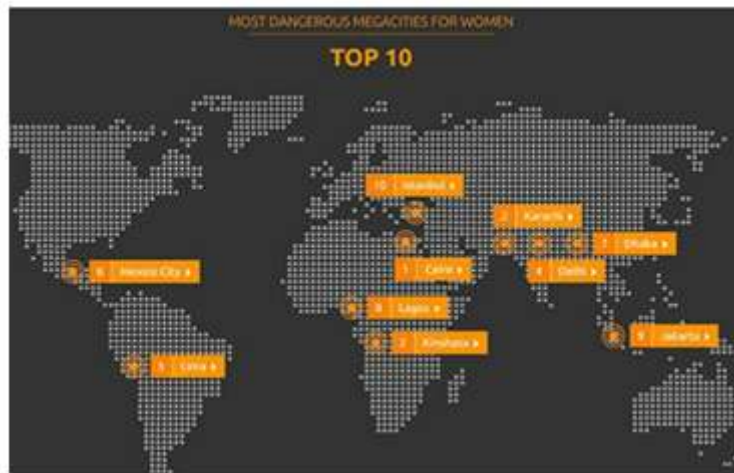 MOST DANGEROUS MEGACITIES FOR WOMEN
TOP 10
10 Istanbul
2 Karachi
7 Dhaka
6 Mexico City
1 Cairo
4 Delhi
8 Lagos
2 Kinshasa
9 Jakarta
5 Lima